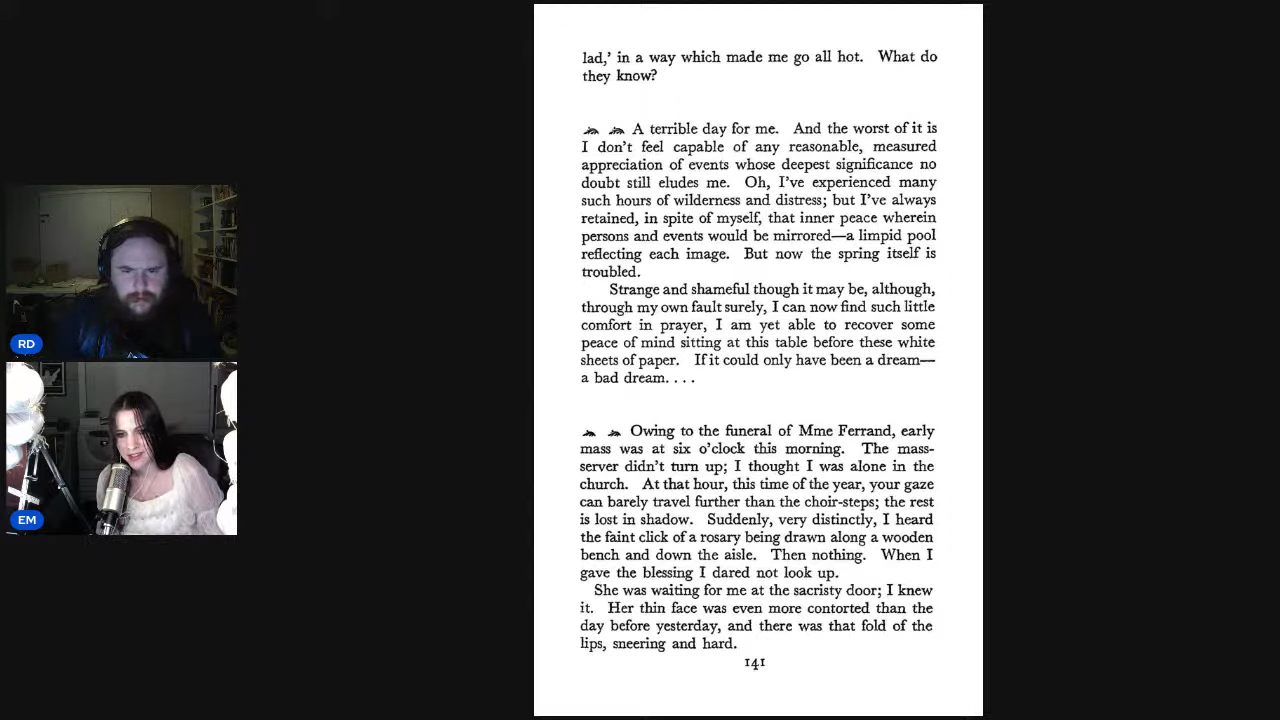 lad,’ in a way which made me go all hot. What do
they know?
A terrible day for me. And the worst of it is
I don’t feel capable of any reasonable, measured
appreciation of events whose deepest significance no
doubt still eludes me. Oh, I’ve experienced many
such hours of wilderness and distress; but I’ve always
retained, in spite of myself, that inner peace wherein
persons and events would be mirrored—a limpid pool
reflecting each image. But now the spring itself is
troubled.
Strange and shameful though it may be, although,
through my own fault surely, I can now find such little
comfort in prayer, I am yet able to recover some
peace of mind sitting at this table before these white
sheets of paper. If it could only have been a dream—
a bad dream. . . .
Owing to the funeral of Mme Ferrand, early
mass was at six o’clock this morning. The mass-
server didn’t turn up; I thought I was alone in the
church. At that hour, this time of the year, your gaze
can barely travel further than the choir-steps; the rest
is lost in shadow. Suddenly, very distinctly, I heard
the faint click of a rosary being drawn along a wooden
bench and down the aisle. Then nothing. When I
gave the blessing I dared not look up.
She was waiting for me at the sacristy door; I knew
it. Her thin face was even more contorted than the
day before yesterday, and there was that fold of the
lips, sneering and hard.
141
RD
EM